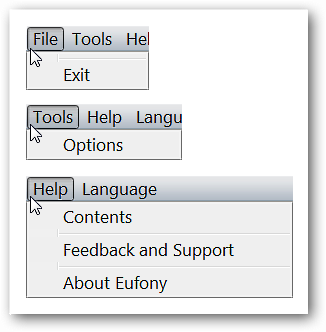 File Tools Hel
Exit
Tools Help Langu
Options
Help Language
Contents
Feedback and Support
About Eufony